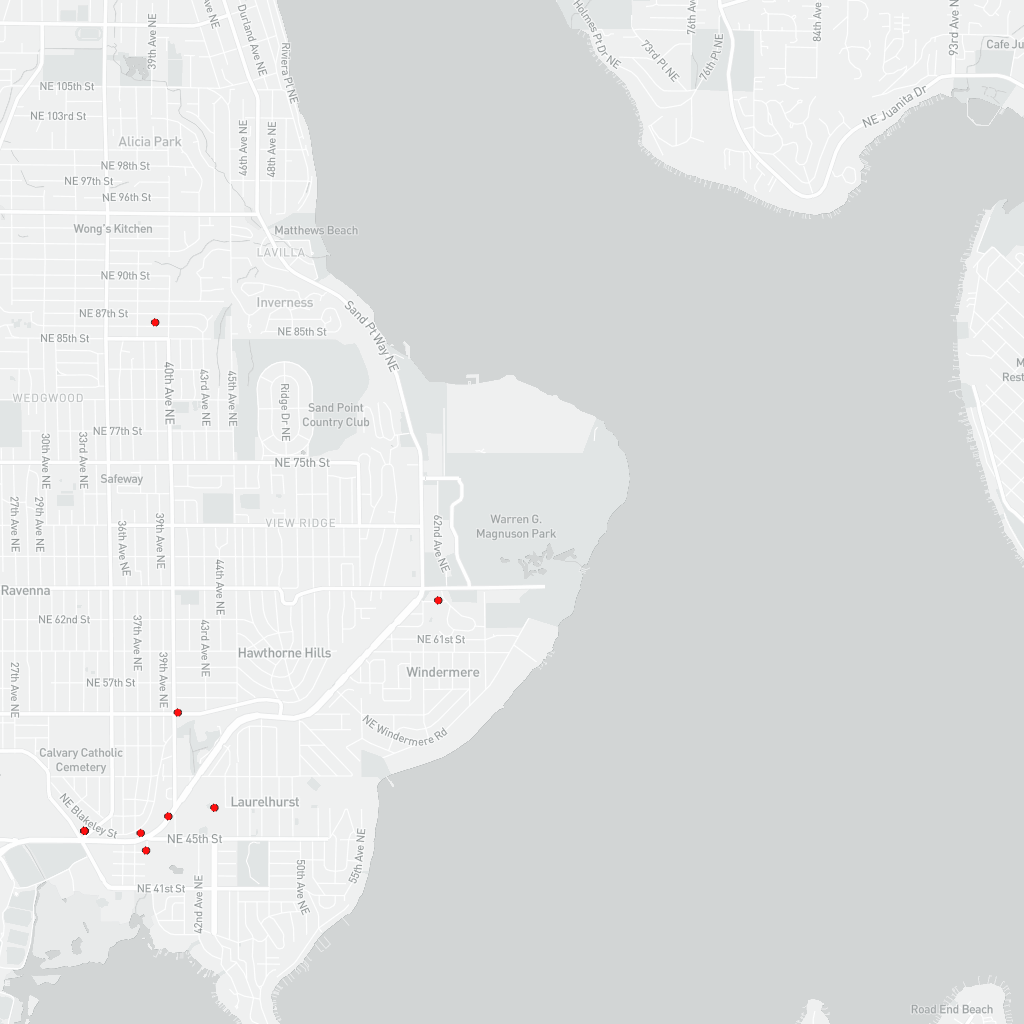 39th Ave NE
Durland Ave NE
Riviera Pl NE
Holmes Pt Dr NE
73rd Pl NE
76th Pl NE
76th Ave NE
84th Ave NE
93rd Ave NE
Cafe Ju
NE Juanita Dr
NE 105th St
NE 103rd St
Alicia Park
46th Ave NE
48th Ave NE
NE 98th St
NE 97th St
NE 96th St
Wong's Kitchen
Matthews Beach
LAVILLA
NE 90th St
Inverness
NE 87th St
NE 85th St
NE 85th St
Sand Pt Way NE
40th Ave NE
43rd Ave NE
45th Ave NE
M
Rest
WEDGWOOD
Ridge Dr NE
Sand Point
Country Club
NE 77th St
30th Ave NE
33rd Ave NE
NE 75th St
Safeway
27th Ave NE
29th Ave NE
36th Ave NE
39th Ave NE
VIEW RIDGE
62nd Ave NE
Warren G.
Magnuson Park
44th Ave NE
Ravenna
NE 62nd St
37th Ave NE
43rd Ave NE
NE 61st St
Hawthorne Hills
Windermere
27th Ave NE
39th Ave NE
NE 57th St
NE Windermere Rd
Calvary Catholic
Cemetery
NE Blakeley St
Laurelhurst
NE 45th St
55th Ave NE
50th Ave NE
NE 41st St
42nd Ave NE
Road End Beach